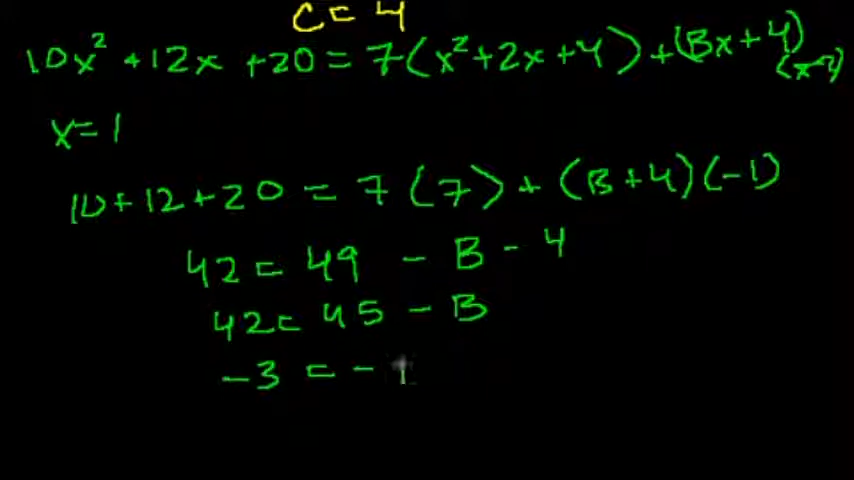 C = 4
10x² + 12x + 20 = 7(x² + 2x + 4) + (Bx + 4)(x-2)
x = 1
10 + 12 + 20 = 7(7) + (B + 4)(-1)
42 = 49 - B - 4
42 = 45 - B
-3 = -